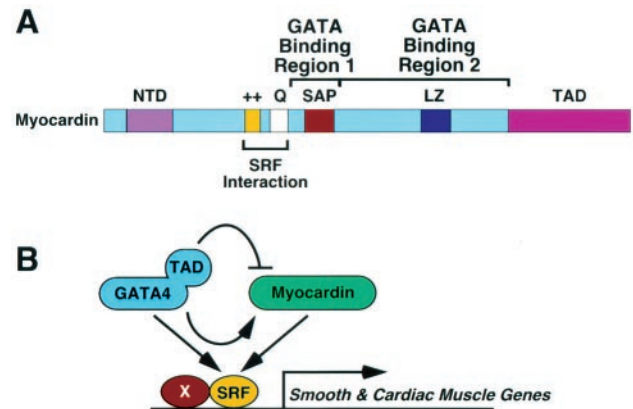 A
GATA
Binding
Region 1
GATA
Binding
Region 2
NTD
++
Q
SAP
LZ
TAD
Myocardin
SRF
Interaction
B
TAD
GATA4
Myocardin
X
SRF
Smooth & Cardiac Muscle Genes